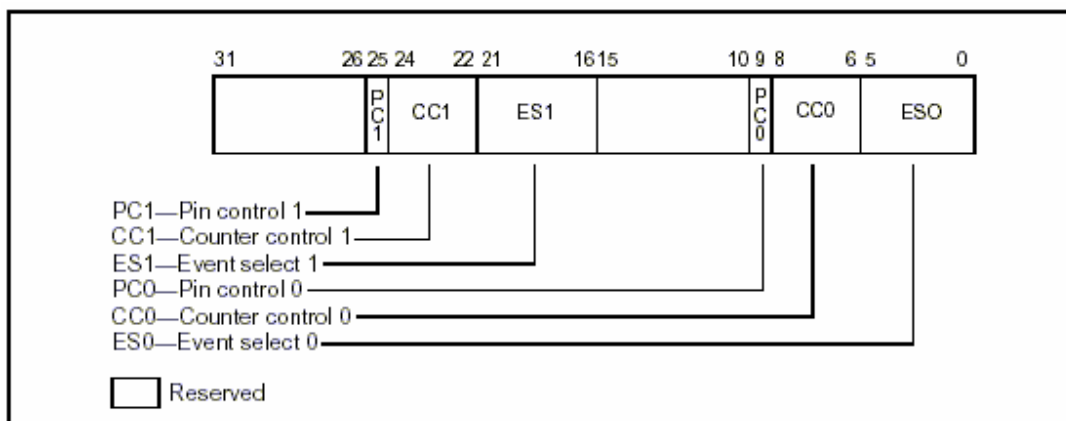 31 26 25 24 22 21 16 15 10 9 8 6 5 0
PC1 CC1 ES1 PC0 CC0 ESO
PC1—Pin control 1
CC1—Counter control 1
ES1—Event select 1
PC0—Pin control 0
CC0—Counter control 0
ES0—Event select 0
Reserved